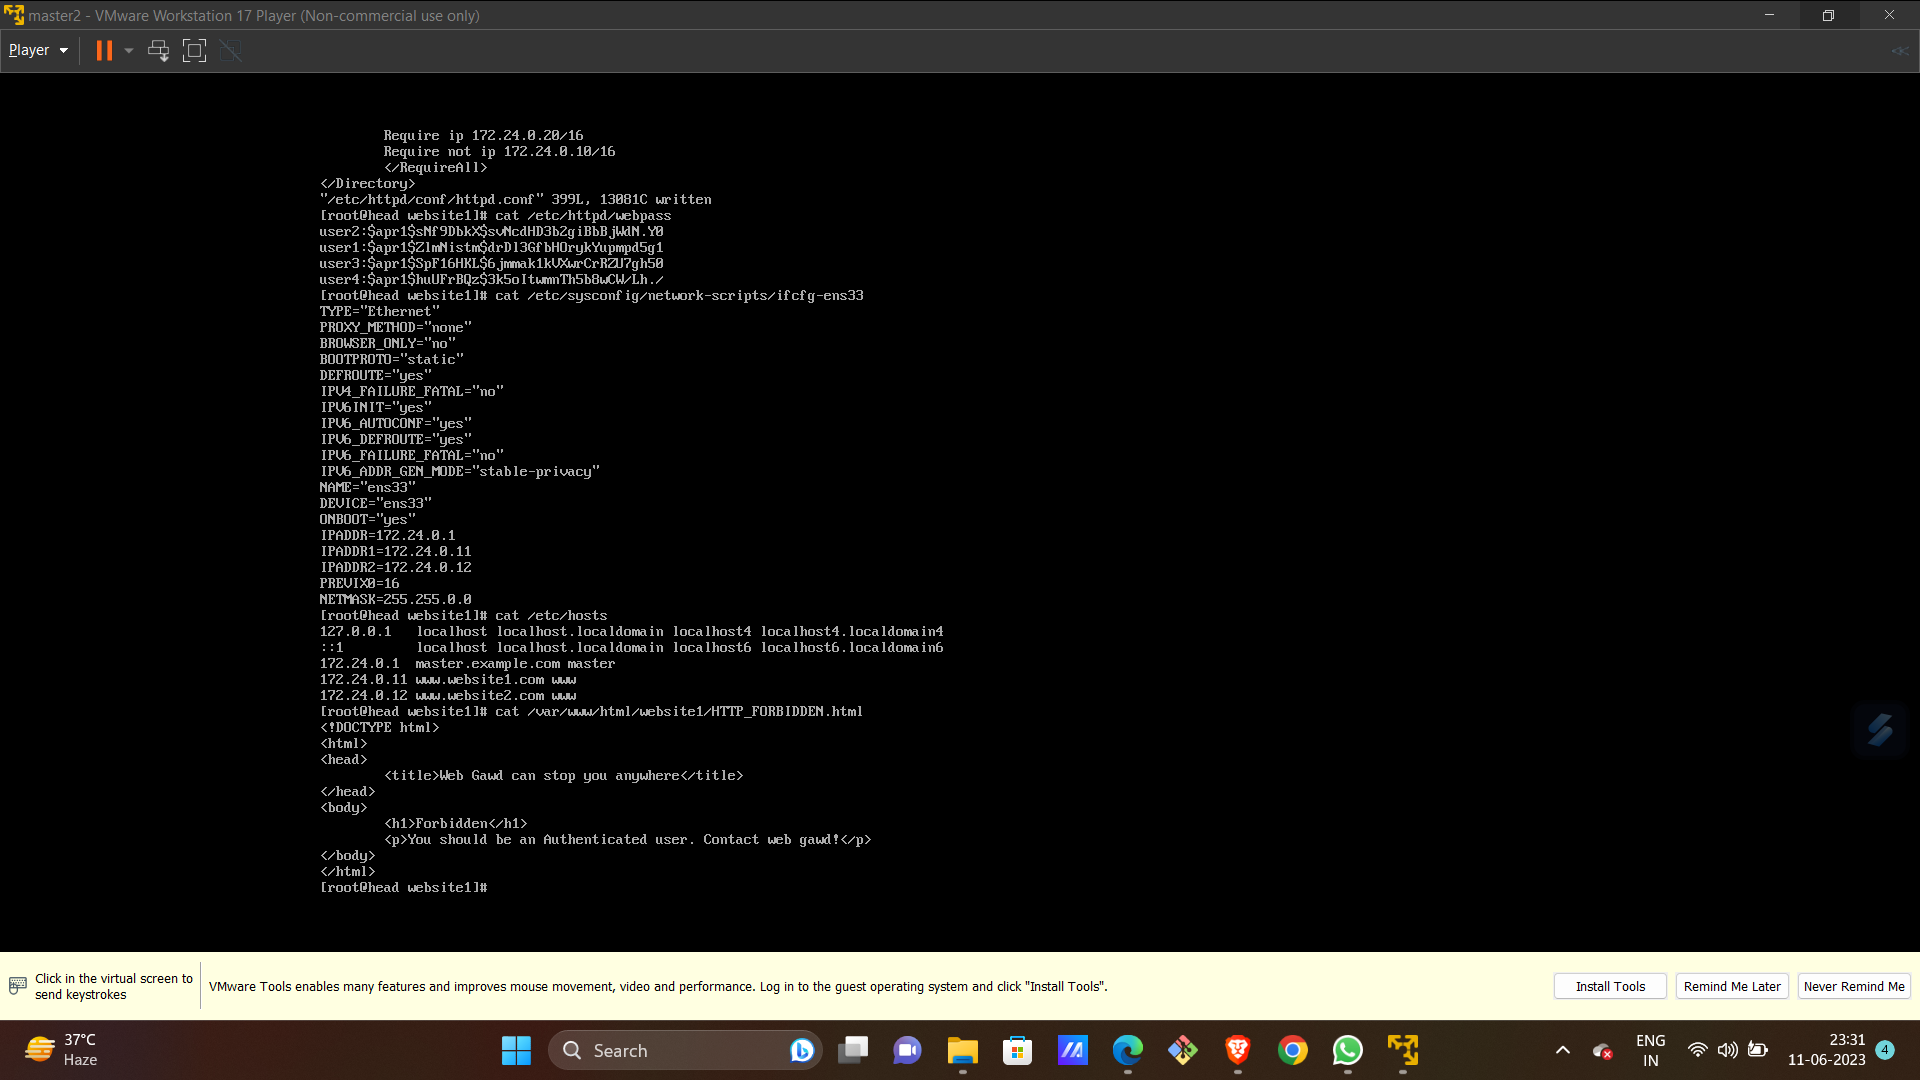 master2 - VMware Workstation 17 Player (Non-commercial use only)
Player
Require ip 172.24.0.20/16
Require not ip 172.24.0.10/16
</RequireAll>
</Directory>
"/etc/httpd/conf/httpd.conf" 399L, 13081C written
[root@head website1]# cat /etc/httpd/webpass
user2:$apr1$sNf9DbkX$svNcdHD3b2giBbBjWdN.Y0
user1:$apr1$ZlmNistm$drDl3GfbHOrykYupmpd5g1
user3:$apr1$SpF16HKL$6jmmak1kVXwrCrRZU7gh50
user4:$apr1$huUFrBQz$3k5oItwmnTh5b8wCW/Lh./
[root@head website1]# cat /etc/sysconfig/network-scripts/ifcfg-ens33
TYPE="Ethernet"
PROXY_METHOD="none"
BROWSER_ONLY="no"
BOOTPROTO="static"
DEFROUTE="yes"
IPV4_FAILURE_FATAL="no"
IPV6INIT="yes"
IPV6_AUTOCONF="yes"
IPV6_DEFROUTE="yes"
IPV6_FAILURE_FATAL="no"
IPV6_ADDR_GEN_MODE="stable-privacy"
NAME="ens33"
DEVICE="ens33"
ONBOOT="yes"
IPADDR=172.24.0.1
IPADDR1=172.24.0.11
IPADDR2=172.24.0.12
PREVIX0=16
NETMASK=255.255.0.0
[root@head website1]# cat /etc/hosts
127.0.0.1   localhost localhost.localdomain localhost4 localhost4.localdomain4
::1         localhost localhost.localdomain localhost6 localhost6.localdomain6
172.24.0.1  master.example.com master
172.24.0.11 www.website1.com www
172.24.0.12 www.website2.com www
[root@head website1]# cat /var/www/html/website1/HTTP_FORBIDDEN.html
<!DOCTYPE html>
<html>
<head>
<title>Web Gawd can stop you anywhere</title>
</head>
<body>
<h1>Forbidden</h1>
<p>You should be an Authenticated user. Contact web gawd!</p>
</body>
</html>
[root@head website1]#
Click in the virtual screen to
send keystrokes
VMware Tools enables many features and improves mouse movement, video and performance. Log in to the guest operating system and click "Install Tools".
Install Tools
Remind Me Later
Never Remind Me
37°C
Haze
Search
ENG
IN
23:31
11-06-2023
4